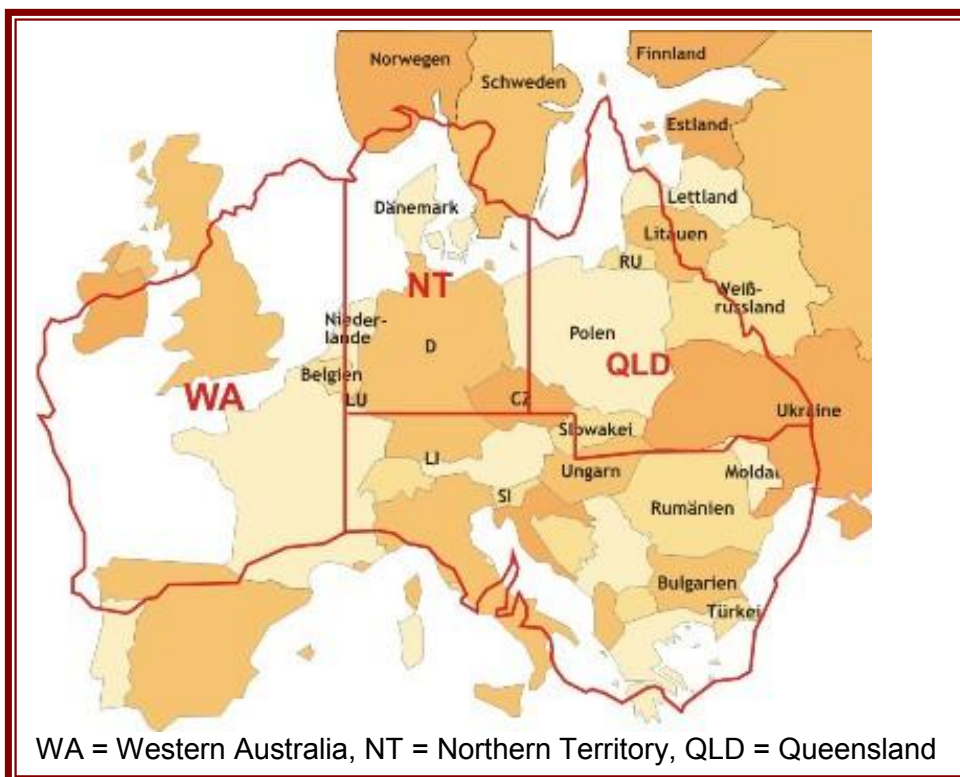 Norwegen
Finnland
Schweden
Estland
Lettland
Dänemark
Litauen
RU
NT
Weiß-
russland
Nieder-
lande
Polen
D
QLD
Belgien
WA
LU
CZ
Ukraine
Slowakei
LI
Ungarn
Moldau
SI
Rumänien
Bulgarien
Türkei
WA = Western Australia, NT = Northern Territory, QLD = Queensland